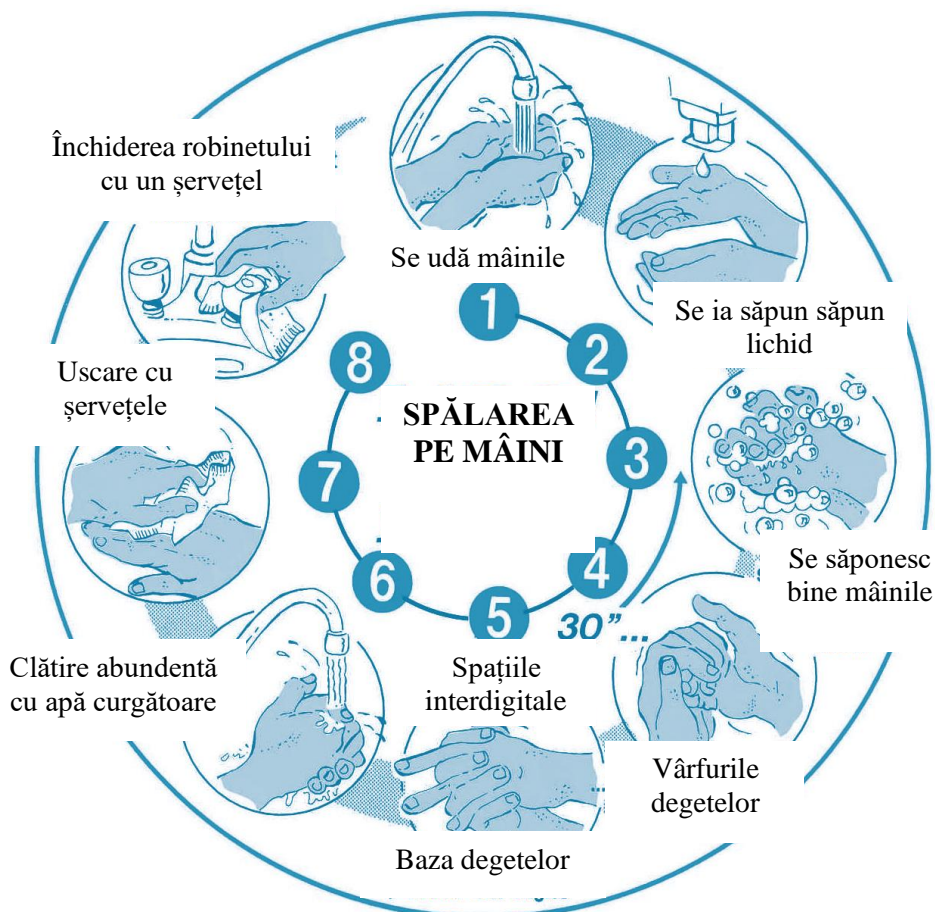 SPĂLAREA
PE MÂINI
1
Se udă mâinile
2
Se ia săpun săpun
lichid
3
Se săponesc
bine mâinile
4
30”...
Vârfurile
degetelor
...
5
Spațiile
interdigitale
Baza degetelor
6
Clătire abundentă
cu apă curgătoare
7
Uscare cu
șervețele
8
Închiderea robinetului
cu un șervețel